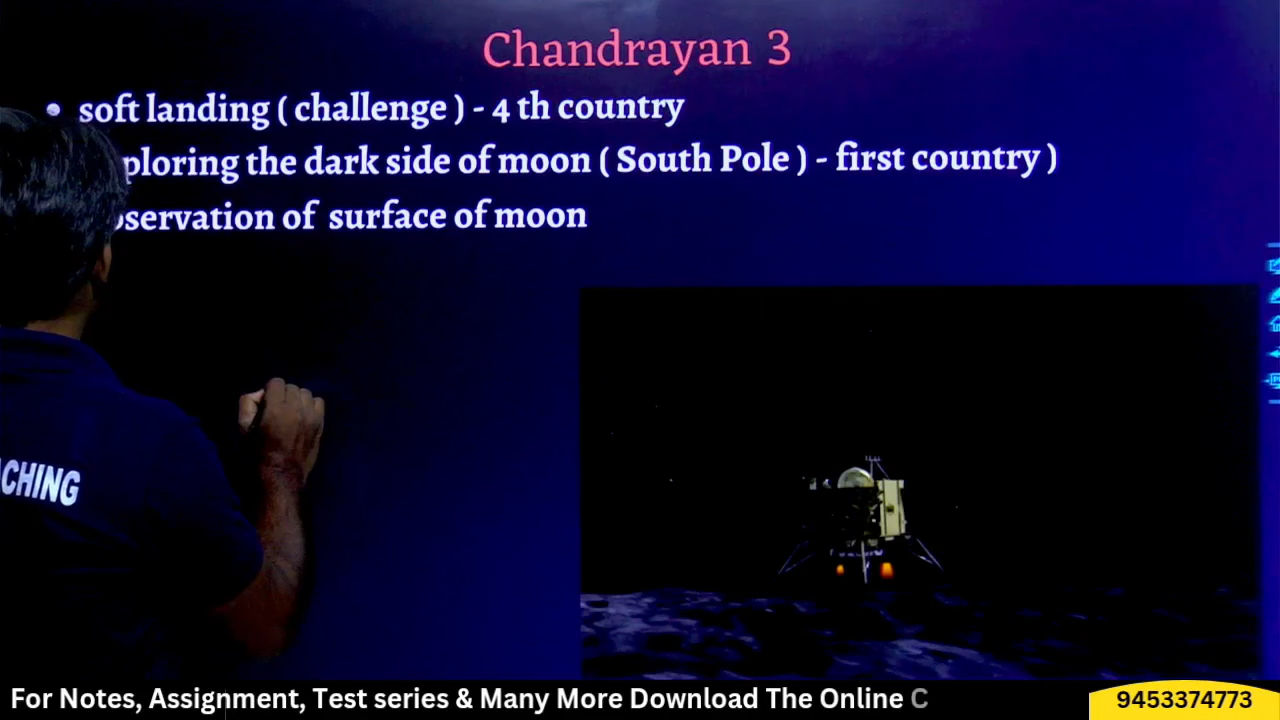 Chandrayan 3
• soft landing ( challenge ) - 4 th country
ploring the dark side of moon ( South Pole ) - first country )
servation of surface of moon
ACHING
For Notes, Assignment, Test series & Many More Download The Online C
9453374773